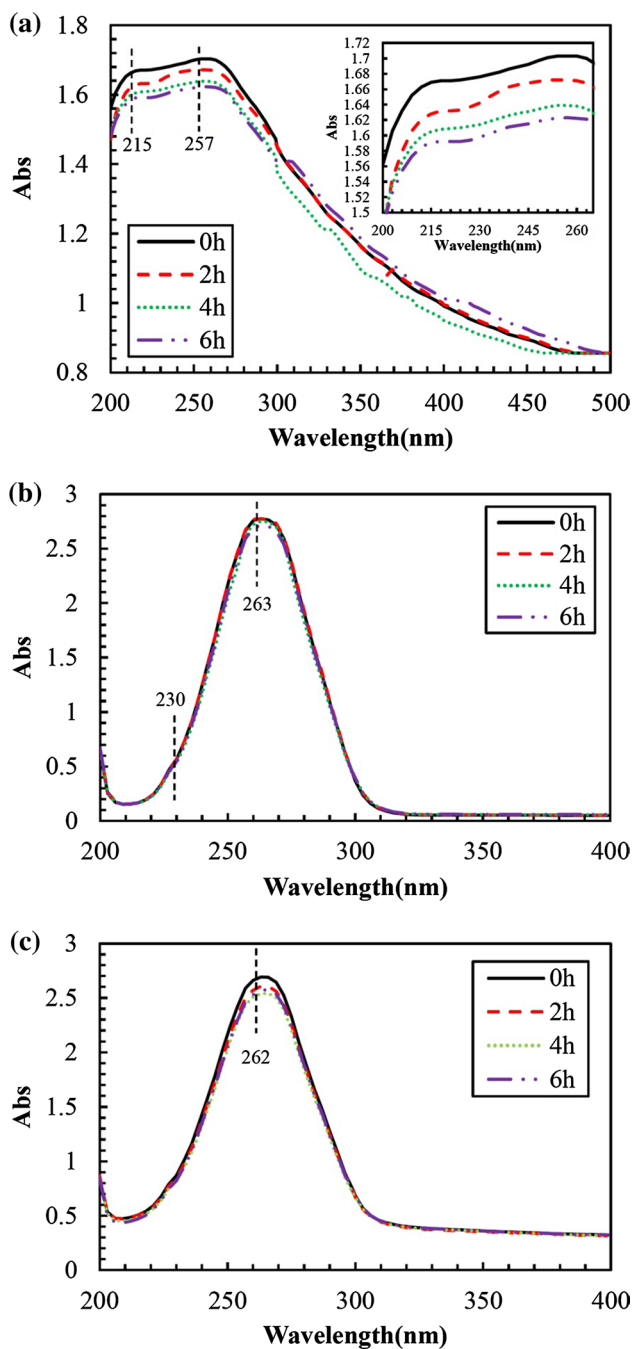 (a)
1.8
1.6
1.4
1.2
1
0.8
Abs
215
257
0h
2h
4h
6h
1.72
1.7
1.68
1.66
1.64
1.62
1.6
1.58
1.56
1.54
1.52
1.5
Abs
200 215 230 245 260
Wavelength(nm)
200 250 300 350 400 450 500
Wavelength(nm)
(b)
3
2.5
2
1.5
1
0.5
0
Abs
263
230
0h
2h
4h
6h
200 250 300 350 400
Wavelength(nm)
(c)
3
2.5
2
1.5
1
0.5
0
Abs
262
0h
2h
4h
6h
200 250 300 350 400
Wavelength(nm)